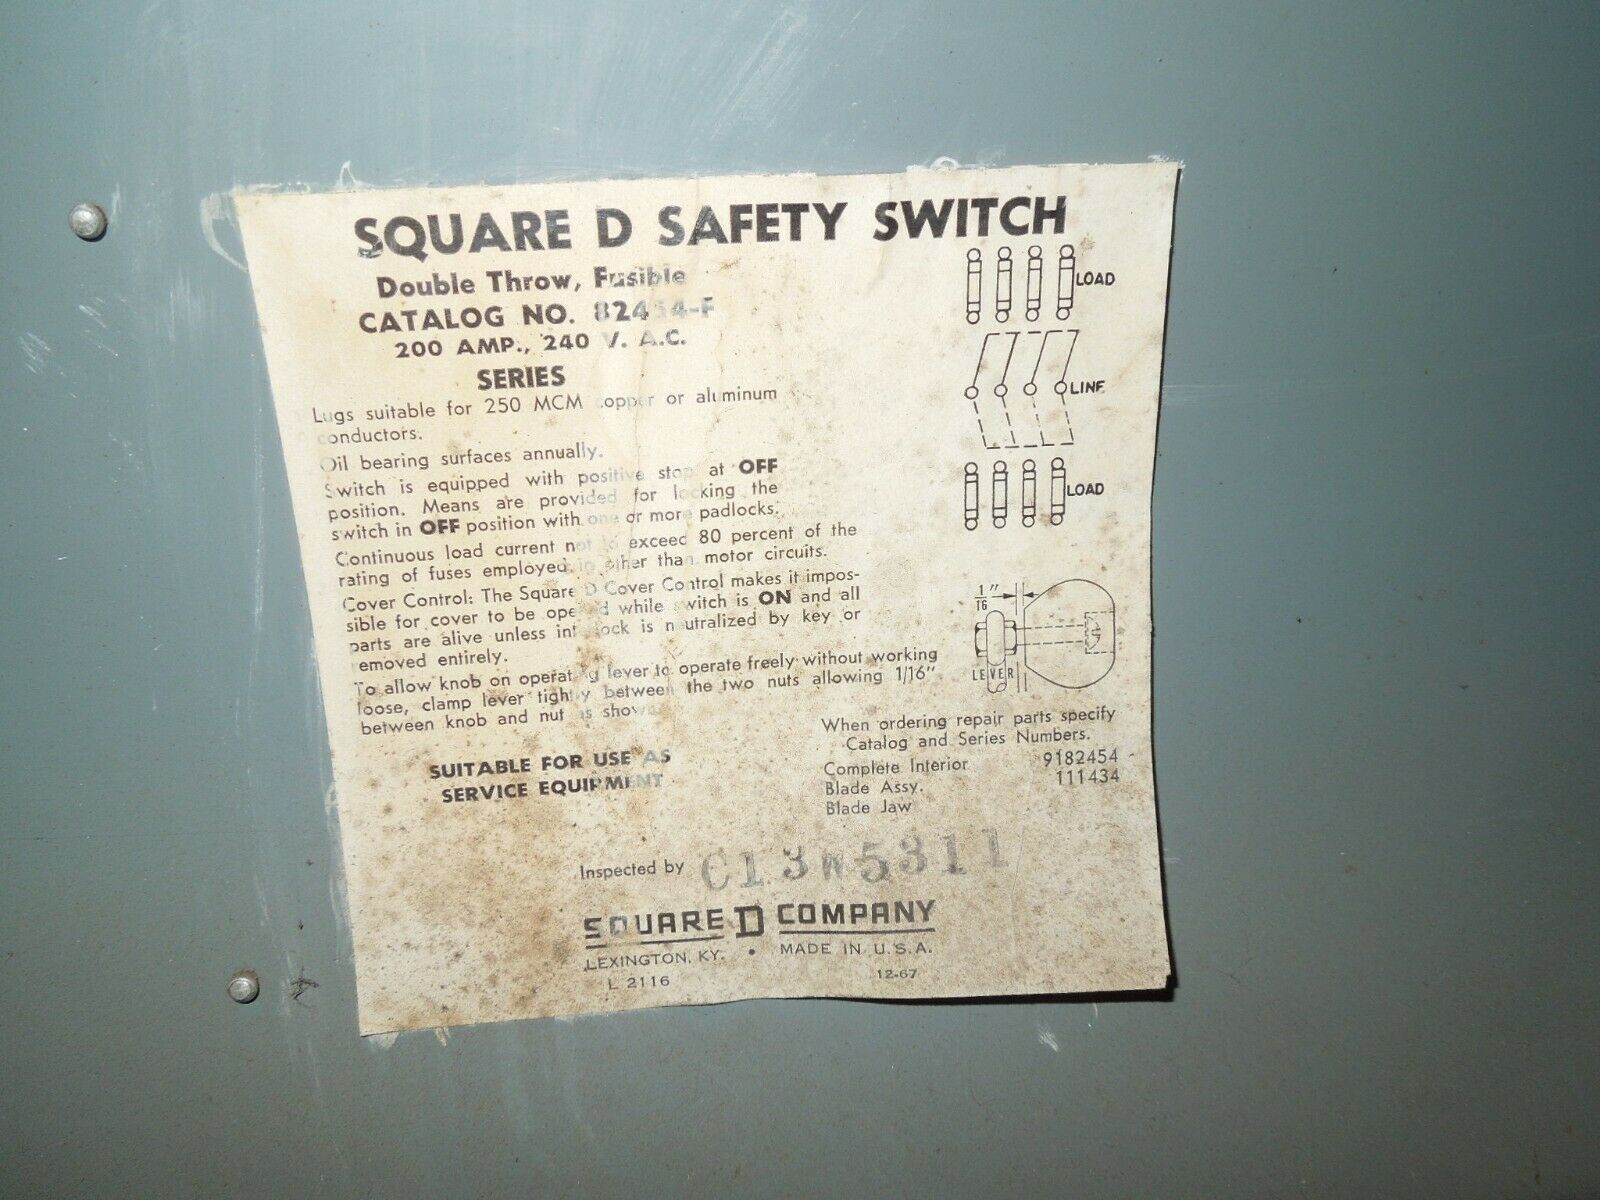 SQUARE D SAFETY SWITCH
Double Throw, Fusible
CATALOG NO. 82454-F
200 AMP., 240 V. A.C.
SERIES
Lugs suitable for 250 MCM copper or aluminum
conductors.
Oil bearing surfaces annually.
Switch is equipped with positive stop at OFF
position. Means are provided for locking the
switch in OFF position with one or more padlocks.
Continuous load current not to exceed 80 percent of the
rating of fuses employed in other than motor circuits.
Cover Control: The Square D Cover Control makes it impos-
sible for cover to be opened while switch is ON and all
parts are alive unless interlock is neutralized by key or
removed entirely.
To allow knob on operating lever to operate freely without working
loose, clamp lever tightly between the two nuts allowing 1/16"
between knob and nut as shown.
SUITABLE FOR USE AS
SERVICE EQUIPMENT
LOAD
LINE
LOAD
1/16"
LEVER
When ordering repair parts specify
Catalog and Series Numbers.
Complete Interior 9182454
Blade Assy. 111434
Blade Jaw
Inspected by C13W5311
SQUARE D COMPANY
LEXINGTON, KY. • MADE IN U.S.A.
L 2116 12-67